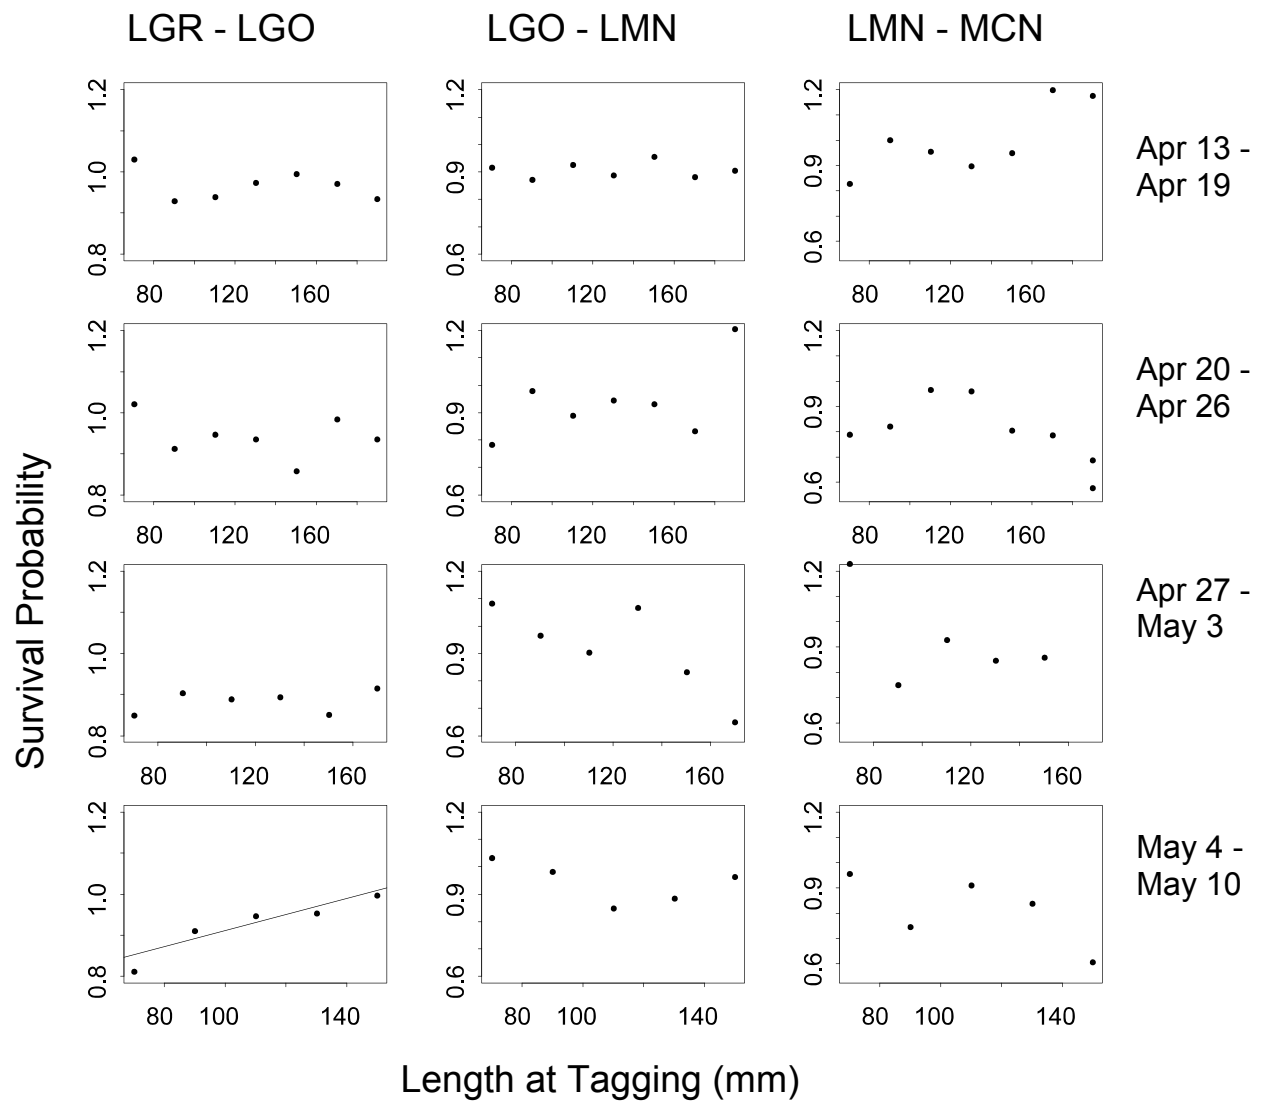 LGR - LGO LGO - LMN LMN - MCN
1.2 1.2 1.2
1.0 0.9 0.9
0.8 0.6 0.6
80 120 160 80 120 160 80 120 160
Apr 13 -
Apr 19
1.2 1.2 1.2
1.0 0.9 0.9
0.8 0.6 0.6
80 120 160 80 120 160 80 120 160
Apr 20 -
Apr 26
1.2 1.2 1.2
1.0 0.9 0.9
0.8 0.6 0.6
80 120 160 80 120 160 80 120 160
Apr 27 -
May 3
1.2 1.2 1.2
1.0 0.9 0.9
0.8 0.6 0.6
80 100 140 80 100 140 80 100 140
May 4 -
May 10
Survival Probability
Length at Tagging (mm)